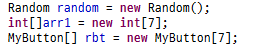 Random random = new Random();
int[]arr1 = new int[7];
MyButton[] rbt = new MyButton[7];